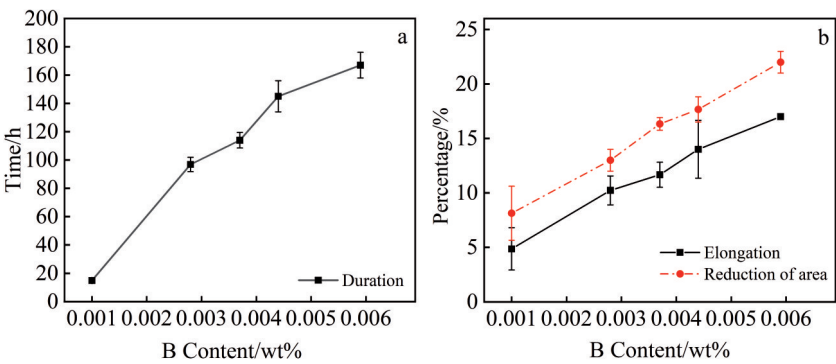 a
200
180
160
140
120
100
80
60
40
20
0
Time/h
Duration
0.001 0.002 0.003 0.004 0.005 0.006
B Content/wt%
b
25
20
15
10
5
0
Percentage/%
Elongation
Reduction of area
0.001 0.002 0.003 0.004 0.005 0.006
B Content/wt%